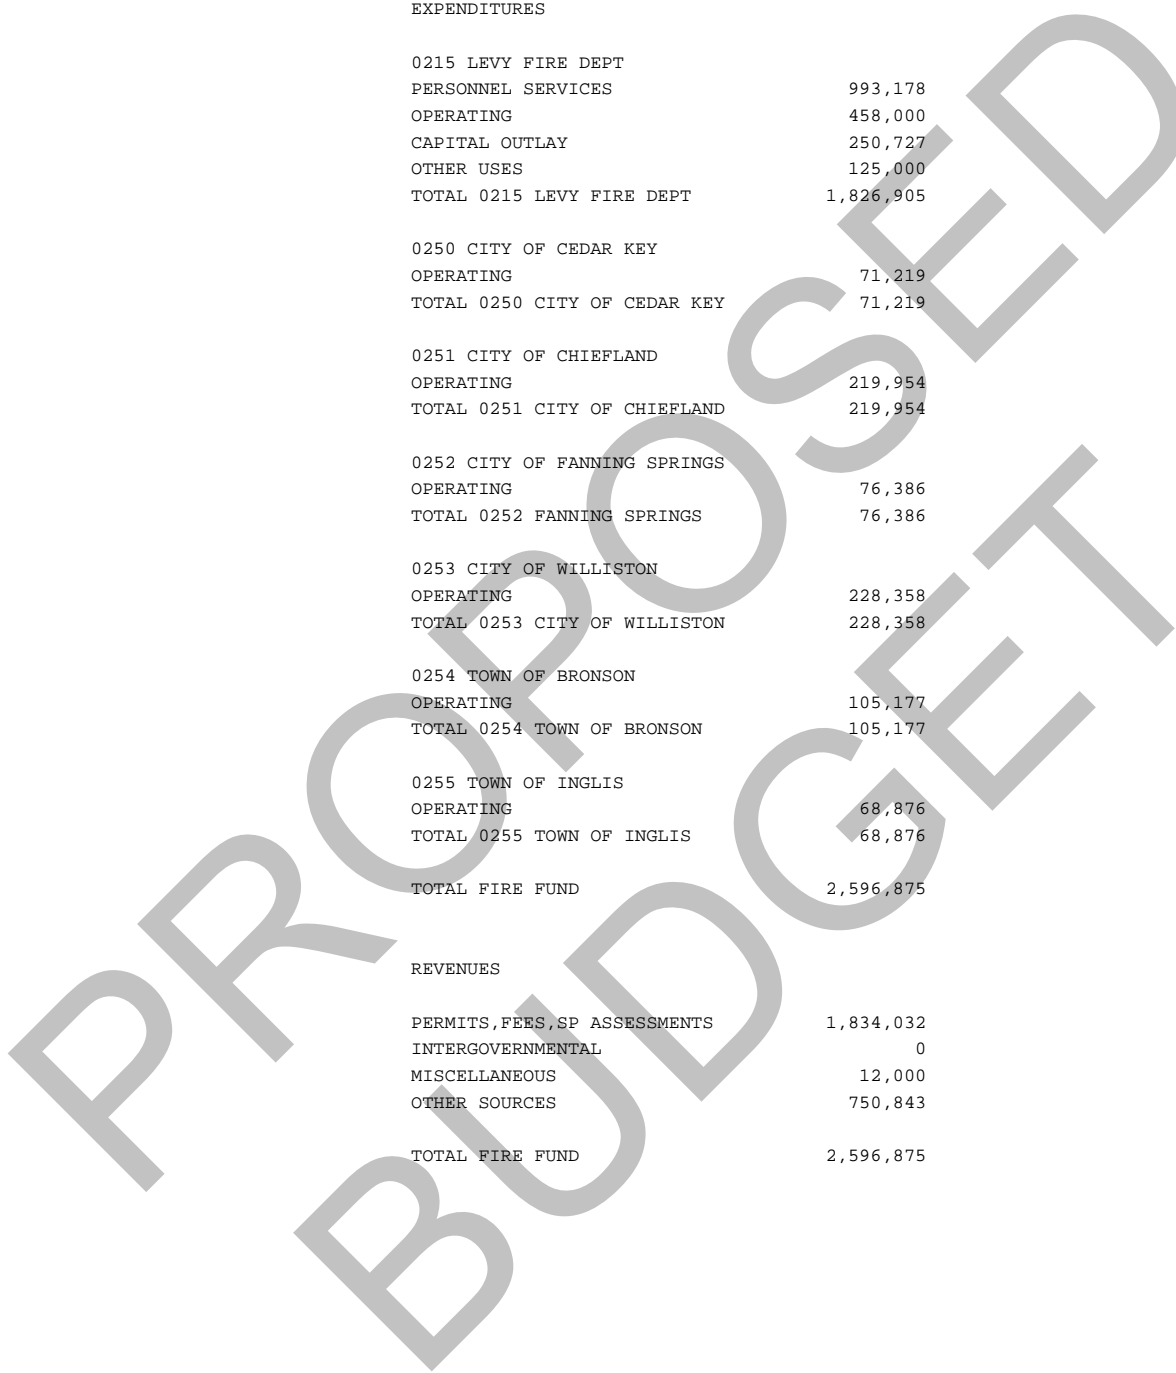 EXPENDITURES
0215 LEVY FIRE DEPT
PERSONNEL SERVICES 993,178
OPERATING 458,000
CAPITAL OUTLAY 250,727
OTHER USES 125,000
TOTAL 0215 LEVY FIRE DEPT 1,826,905
0250 CITY OF CEDAR KEY
OPERATING 71,219
TOTAL 0250 CITY OF CEDAR KEY 71,219
0251 CITY OF CHIEFLAND
OPERATING 219,954
TOTAL 0251 CITY OF CHIEFLAND 219,954
0252 CITY OF FANNING SPRINGS
OPERATING 76,386
TOTAL 0252 FANNING SPRINGS 76,386
0253 CITY OF WILLISTON
OPERATING 228,358
TOTAL 0253 CITY OF WILLISTON 228,358
0254 TOWN OF BRONSON
OPERATING 105,177
TOTAL 0254 TOWN OF BRONSON 105,177
0255 TOWN OF INGLIS
OPERATING 68,876
TOTAL 0255 TOWN OF INGLIS 68,876
TOTAL FIRE FUND 2,596,875
REVENUES
PERMITS,FEES,SP ASSESSMENTS 1,834,032
INTERGOVERNMENTAL 0
MISCELLANEOUS 12,000
OTHER SOURCES 750,843
TOTAL FIRE FUND 2,596,875
PROPOSED
BUDGET